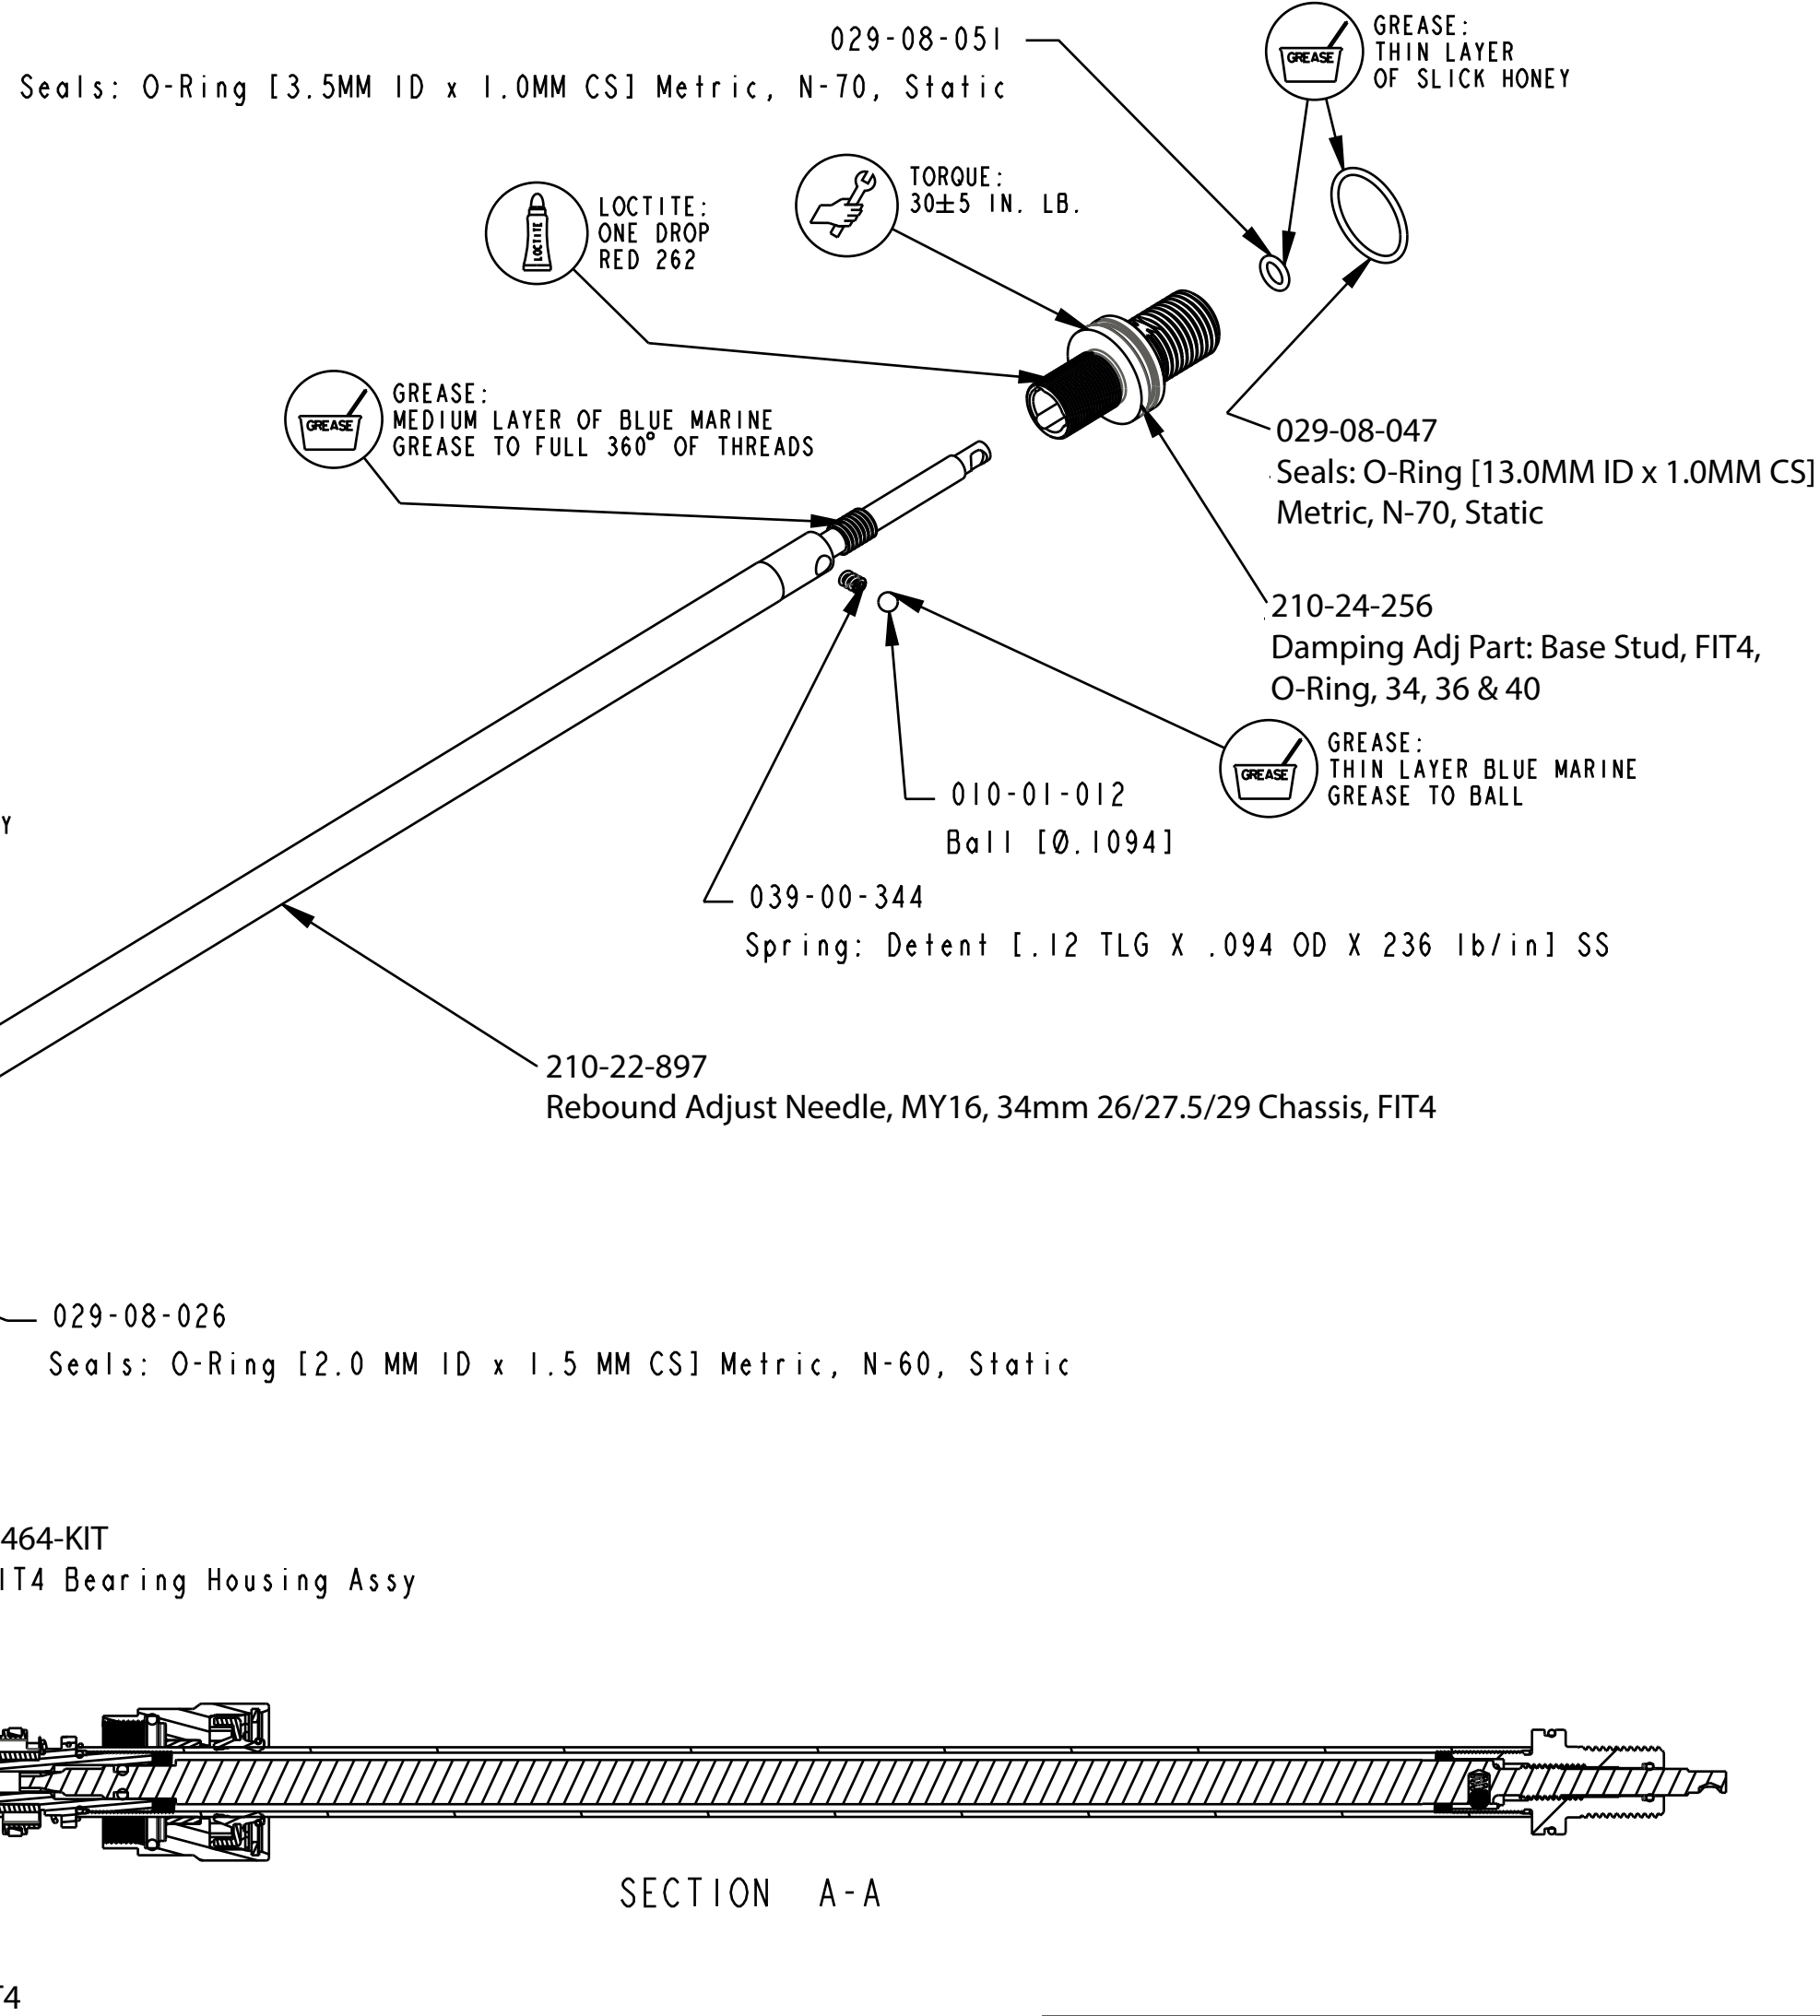 029-08-051
Seals: O-Ring [3.5MM ID x 1.0MM CS] Metric, N-70, Static
GREASE
GREASE:
THIN LAYER
OF SLICK HONEY
LOCTITE
LOCTITE:
ONE DROP
RED 262
TORQUE:
30±5 IN. LB.
GREASE
GREASE:
MEDIUM LAYER OF BLUE MARINE
GREASE TO FULL 360° OF THREADS
029-08-047
Seals: O-Ring [13.0MM ID x 1.0MM CS]
Metric, N-70, Static
210-24-256
Damping Adj Part: Base Stud, FIT4,
O-Ring, 34, 36 & 40
GREASE
GREASE:
THIN LAYER BLUE MARINE
GREASE TO BALL
010-01-012
Ball [Ø.1094]
Y
039-00-344
Spring: Detent [.12 TLG X .094 OD X 236 lb/in] SS
210-22-897
Rebound Adjust Needle, MY16, 34mm 26/27.5/29 Chassis, FIT4
029-08-026
Seals: O-Ring [2.0 MM ID x 1.5 MM CS] Metric, N-60, Static
464-KIT
IT4 Bearing Housing Assy
SECTION A-A
T4